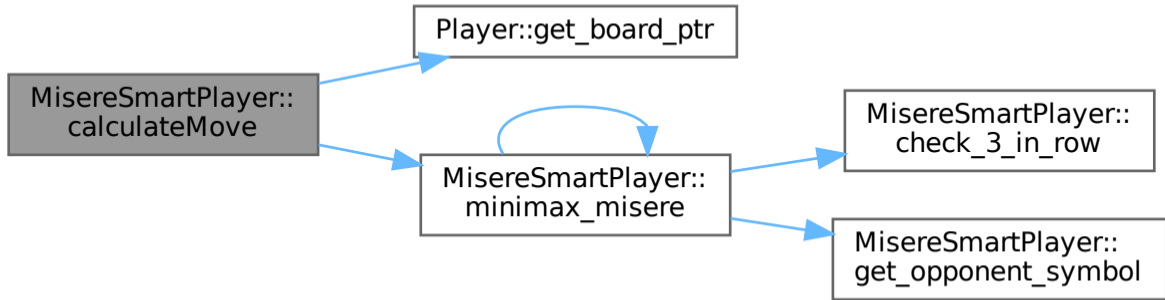 MisereSmartPlayer::
calculateMove
Player::get_board_ptr
MisereSmartPlayer::
minimax_misere
MisereSmartPlayer::
check_3_in_row
MisereSmartPlayer::
get_opponent_symbol